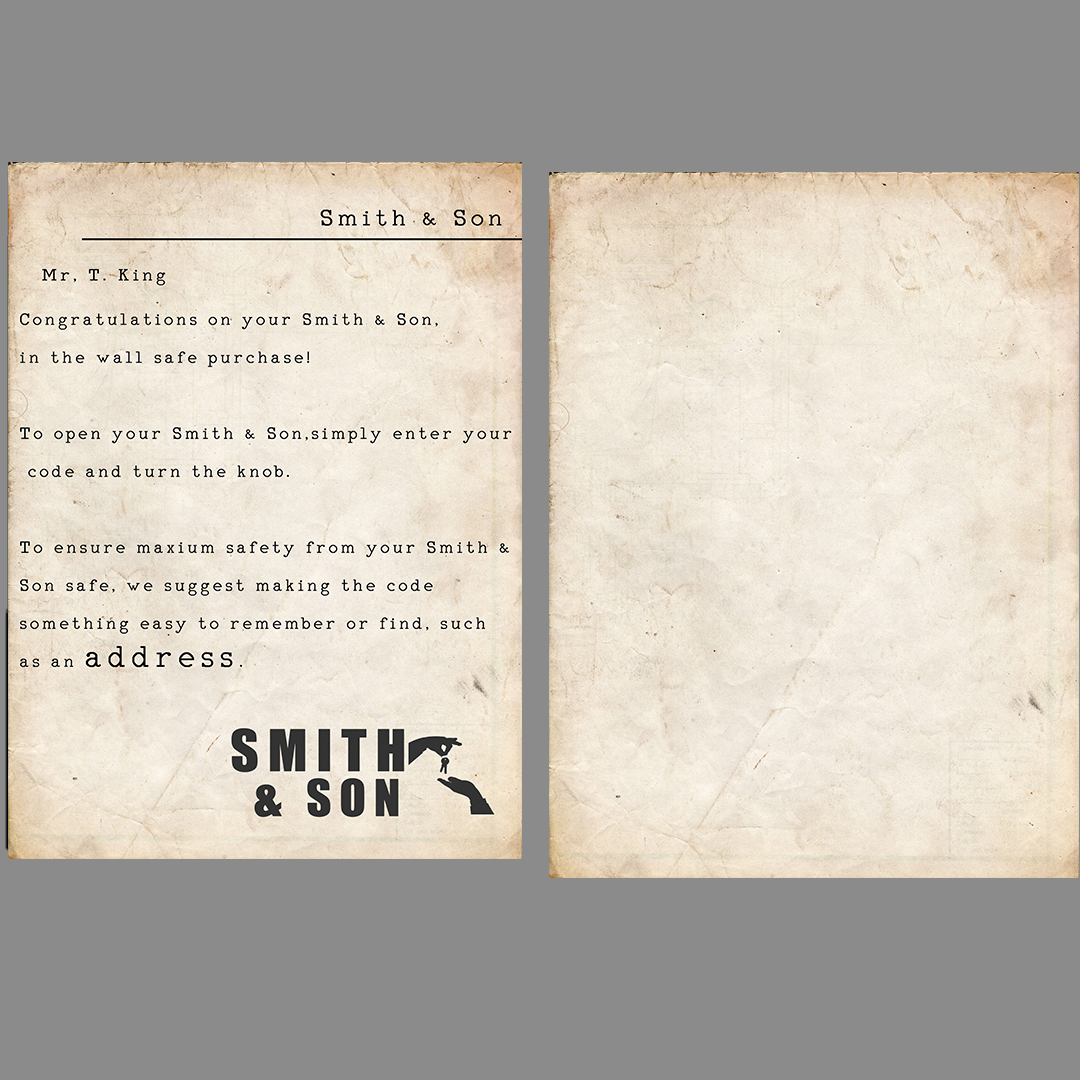 Smith & Son
Mr, T. King
Congratulations on your Smith & Son,
in the wall safe purchase!
To open your Smith & Son,simply enter your
code and turn the knob.
To ensure maxium safety from your Smith &
Son safe, we suggest making the code
something easy to remember or find, such
as an address.
SMITH
& SON